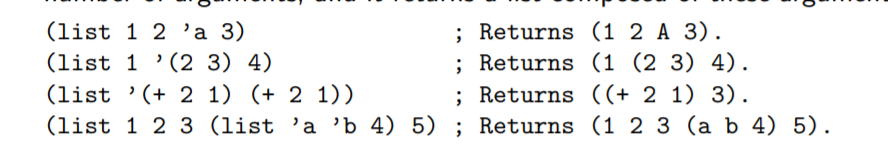 (list 1 2 ’a 3) ; Returns (1 2 A 3).
(list 1 ’(2 3) 4) ; Returns (1 (2 3) 4).
(list ’(+ 2 1) (+ 2 1)) ; Returns ((+ 2 1) 3).
(list 1 2 3 (list ’a ’b 4) 5) ; Returns (1 2 3 (a b 4) 5).